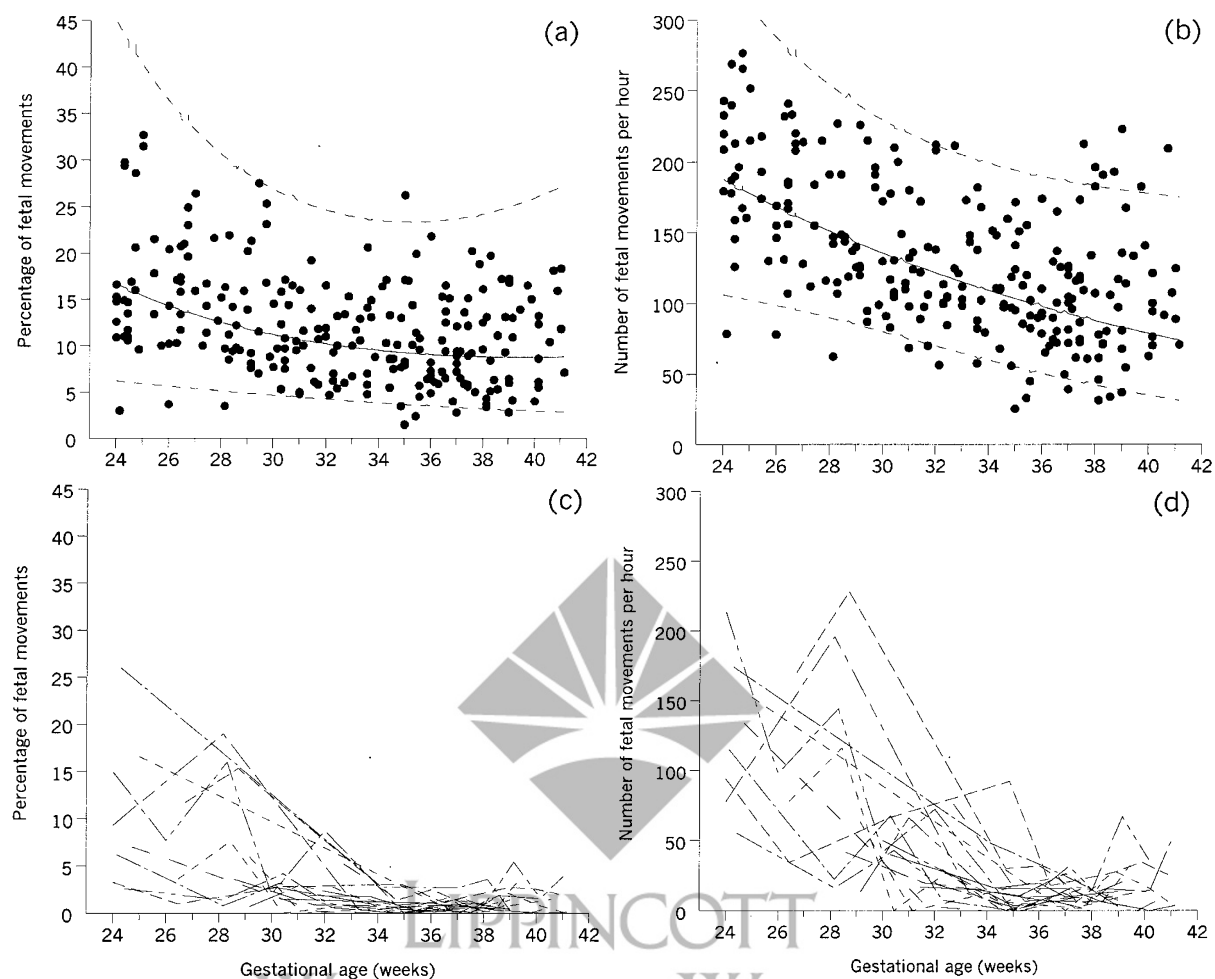 (a)
Percentage of fetal movements
45
40
35
30
25
20
15
10
5
0
24 26 28 30 32 34 36 38 40 42
(b)
Number of fetal movements per hour
300
250
200
150
100
50
0
24 26 28 30 32 34 36 38 40 42
(c)
Percentage of fetal movements
45
40
35
30
25
20
15
10
5
0
24 26 28 30 32 34 36 38 40 42
Gestational age (weeks)
(d)
Number of fetal movements per hour
300
250
200
150
100
50
0
24 26 28 30 32 34 36 38 40 42
Gestational age (weeks)
LIPPINCOTT